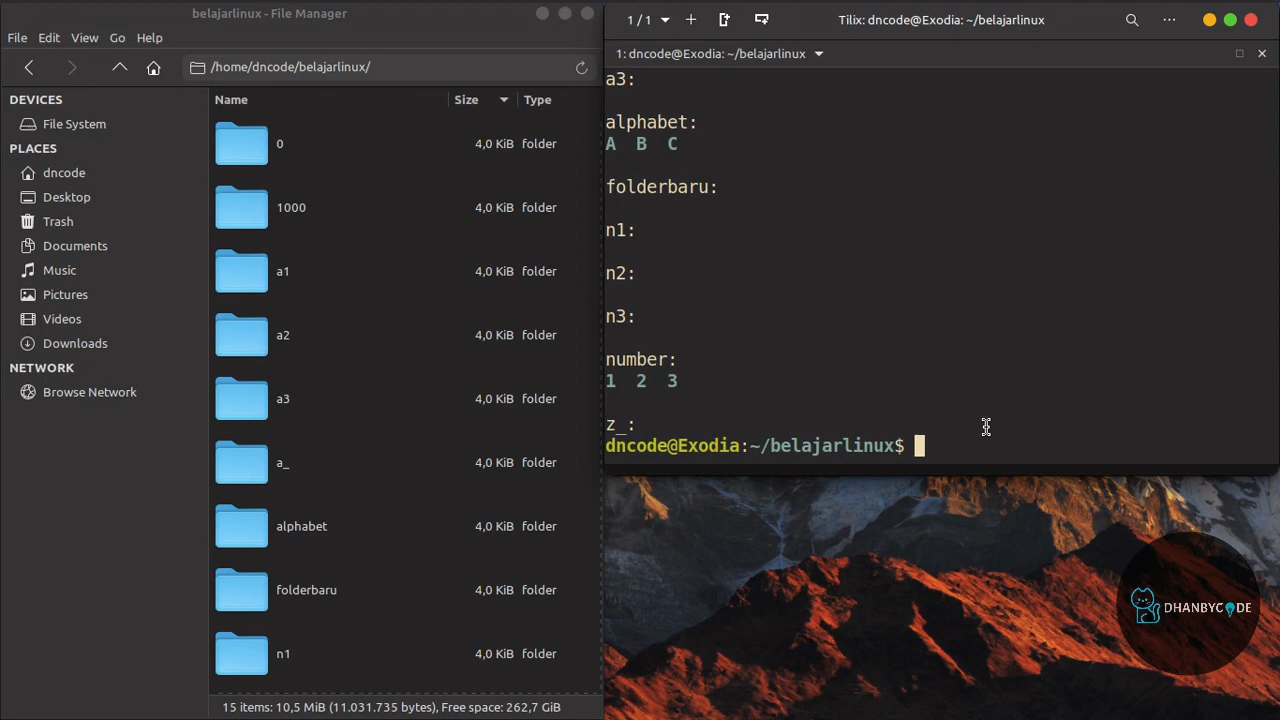 belajarlinux - File Manager
File Edit View Go Help
/home/dncode/belajarlinux/
DEVICES
File System
PLACES
dncode
Desktop
Trash
Documents
Music
Pictures
Videos
Downloads
NETWORK
Browse Network
Name Size Type
0 4,0 KiB folder
1000 4,0 KiB folder
a1 4,0 KiB folder
a2 4,0 KiB folder
a3 4,0 KiB folder
a_ 4,0 KiB folder
alphabet 4,0 KiB folder
folderbaru 4,0 KiB folder
n1 4,0 KiB folder
15 items: 10,5 MiB (11.031.735 bytes), Free space: 262,7 GiB
1 / 1 Tilix: dncode@Exodia: ~/belajarlinux
1: dncode@Exodia: ~/belajarlinux
a3:
alphabet:
A B C
folderbaru:
n1:
n2:
n3:
number:
1 2 3
z_:
dncode@Exodia:~/belajarlinux$
DHANBYCODE